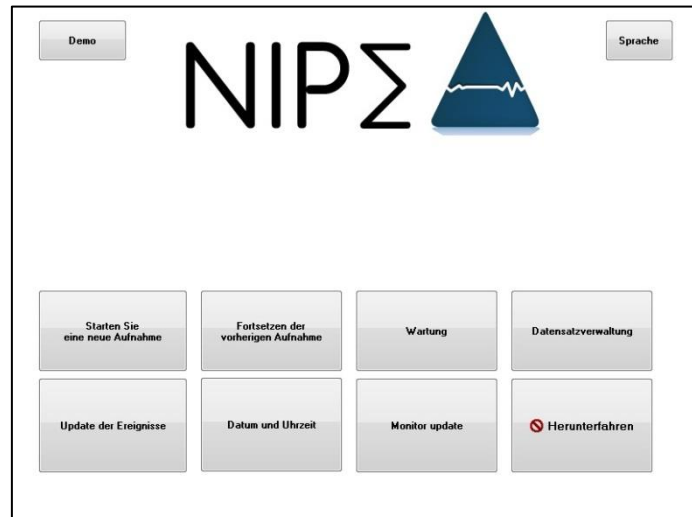 Demo
NIPΣ
Sprache
Starten Sie
eine neue Aufnahme
Fortsetzen der
vorherigen Aufnahme
Wartung
Datensatzverwaltung
Update der Ereignisse
Datum und Uhrzeit
Monitor update
Herunterfahren